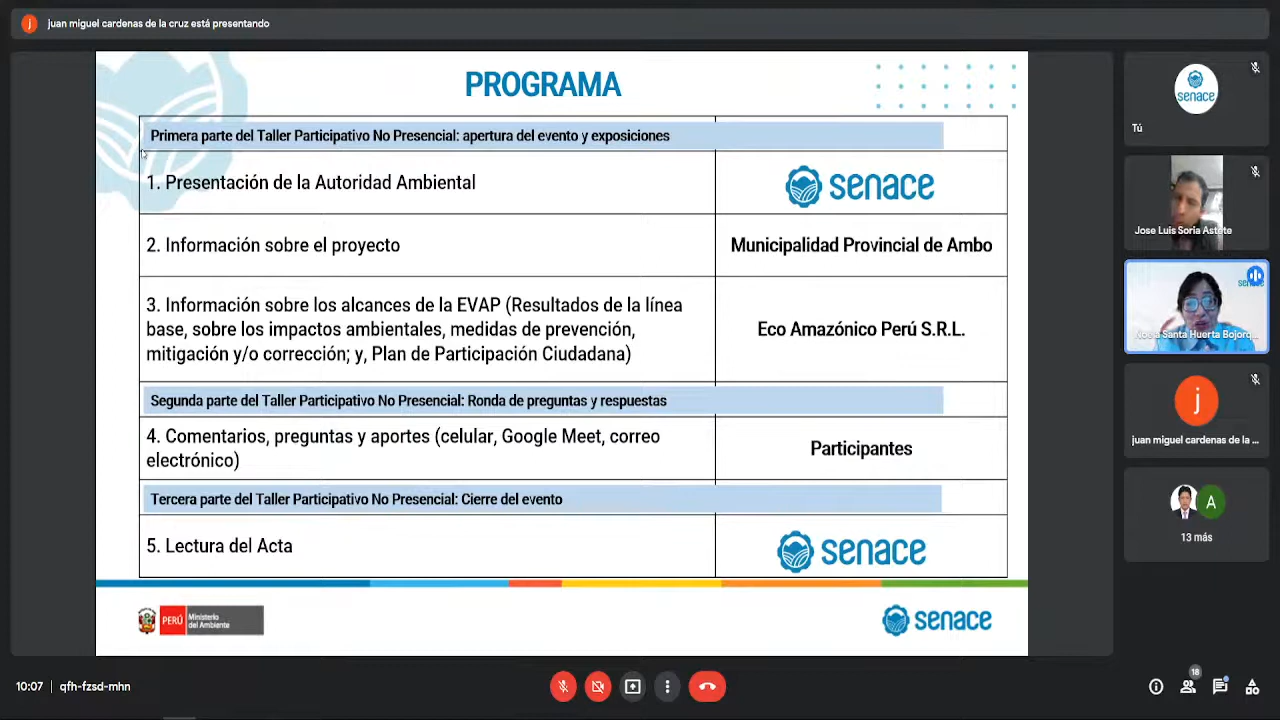 j juan miguel cardenas de la cruz está presentando
PROGRAMA
Primera parte del Taller Participativo No Presencial: apertura del evento y exposiciones
1. Presentación de la Autoridad Ambiental
senace
2. Información sobre el proyecto
Municipalidad Provincial de Ambo
3. Información sobre los alcances de la EVAP (Resultados de la línea
base, sobre los impactos ambientales, medidas de prevención,
mitigación y/o corrección; y, Plan de Participación Ciudadana)
Eco Amazónico Perú S.R.L.
Segunda parte del Taller Participativo No Presencial: Ronda de preguntas y respuestas
4. Comentarios, preguntas y aportes (celular, Google Meet, correo
electrónico)
Participantes
Tercera parte del Taller Participativo No Presencial: Cierre del evento
5. Lectura del Acta
senace
PERÚ
Ministerio
del Ambiente
senace
senace
Tú
Jose Luis Soria Astete
Santa Huerta Bojorq...
j
juan miguel cardenas de la ...
A
13 más
10:07 | qfh-fzsd-mhn
18